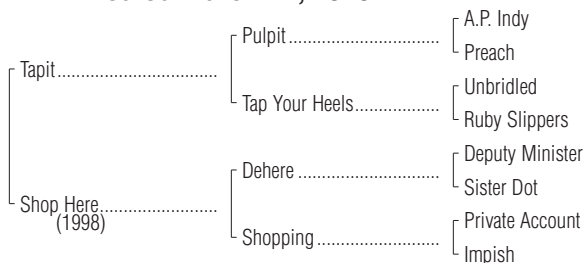 A.P. Indy
Pulpit
Preach
Tapit
Unbridled
Tap Your Heels
Ruby Slippers
Deputy Minister
Dehere
Sister Dot
Shop Here
(1998)
Private Account
Shopping
Impish